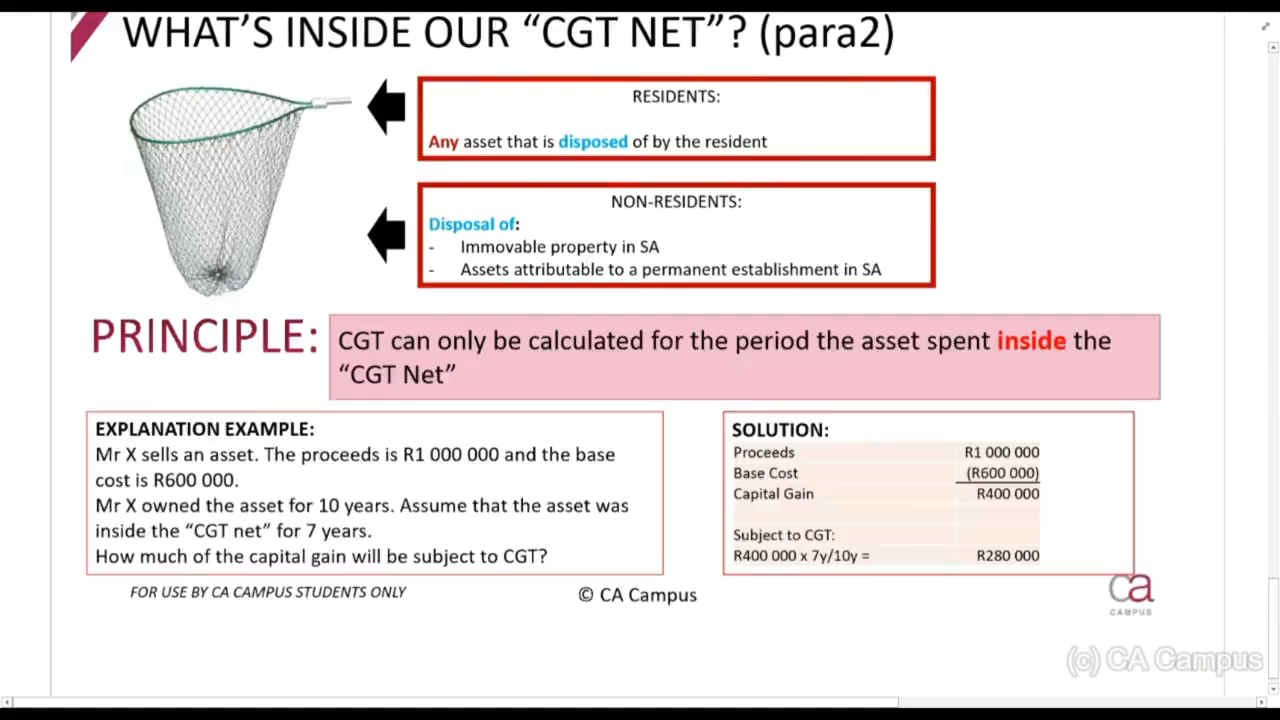 WHAT'S INSIDE OUR "CGT NET"? (para2)
RESIDENTS:
Any asset that is disposed of by the resident
NON-RESIDENTS:
Disposal of:
- Immovable property in SA
- Assets attributable to a permanent establishment in SA
PRINCIPLE:
CGT can only be calculated for the period the asset spent inside the
"CGT Net"
EXPLANATION EXAMPLE:
Mr X sells an asset. The proceeds is R1 000 000 and the base
cost is R600 000.
Mr X owned the asset for 10 years. Assume that the asset was
inside the "CGT net" for 7 years.
How much of the capital gain will be subject to CGT?
SOLUTION:
Proceeds R1 000 000
Base Cost (R600 000)
Capital Gain R400 000
Subject to CGT:
R400 000 x 7y/10y = R280 000
FOR USE BY CA CAMPUS STUDENTS ONLY
© CA Campus
ca
CAMPUS
(c) CA Campus